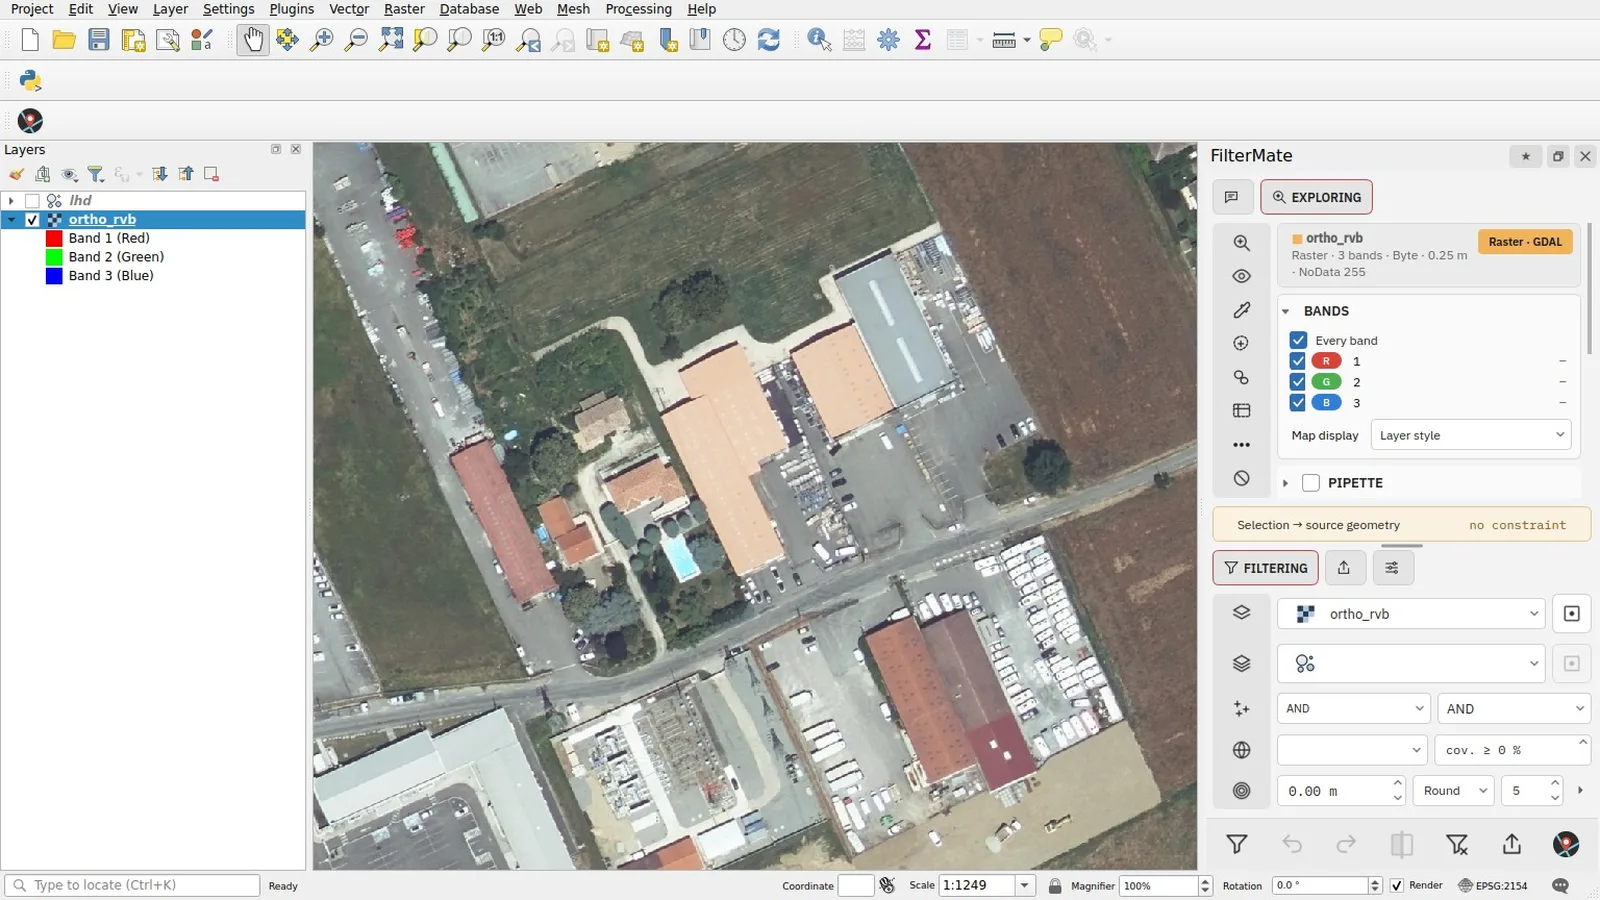 Project Edit View Layer Settings Plugins Vector Raster Database Web Mesh Processing Help
Layers
lhd
ortho_rvb
Band 1 (Red)
Band 2 (Green)
Band 3 (Blue)
FilterMate
EXPLORING
ortho_rvb
Raster · 3 bands · Byte · 0.25 m
· NoData 255
Raster · GDAL
BANDS
Every band
R 1 –
G 2 –
B 3 –
Map display Layer style
PIPETTE
Selection → source geometry no constraint
FILTERING
ortho_rvb
AND AND
cov. ≥ 0 %
0.00 m Round 5
Type to locate (Ctrl+K) Ready Coordinate Scale 1:1249 Magnifier 100% Rotation 0.0 ° Render EPSG:2154